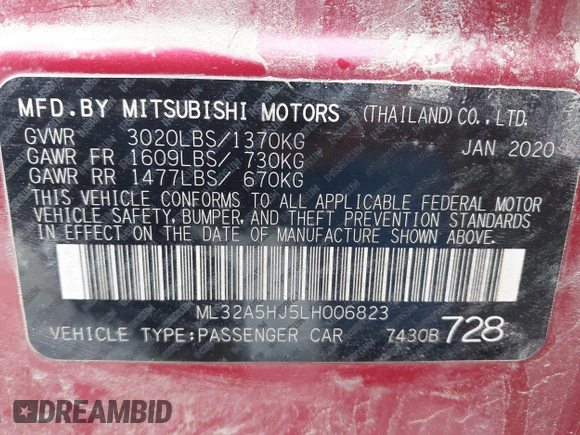 MFD.BY MITSUBISHI MOTORS (THAILAND)CO.,LTD.
GVWR 3020LBS/1370KG JAN 2020
GAWR FR 1609LBS/ 730KG
GAWR RR 1477LBS/ 670KG
THIS VEHICLE CONFORMS TO ALL APPLICABLE FEDERAL MOTOR
VEHICLE SAFETY, BUMPER, AND THEFT PREVENTION STANDARDS
IN EFFECT ON THE DATE OF MANUFACTURE SHOWN ABOVE.
ML32A5HJ5LH006823
VEHICLE TYPE:PASSENGER CAR 7430B 728
DREAMBID